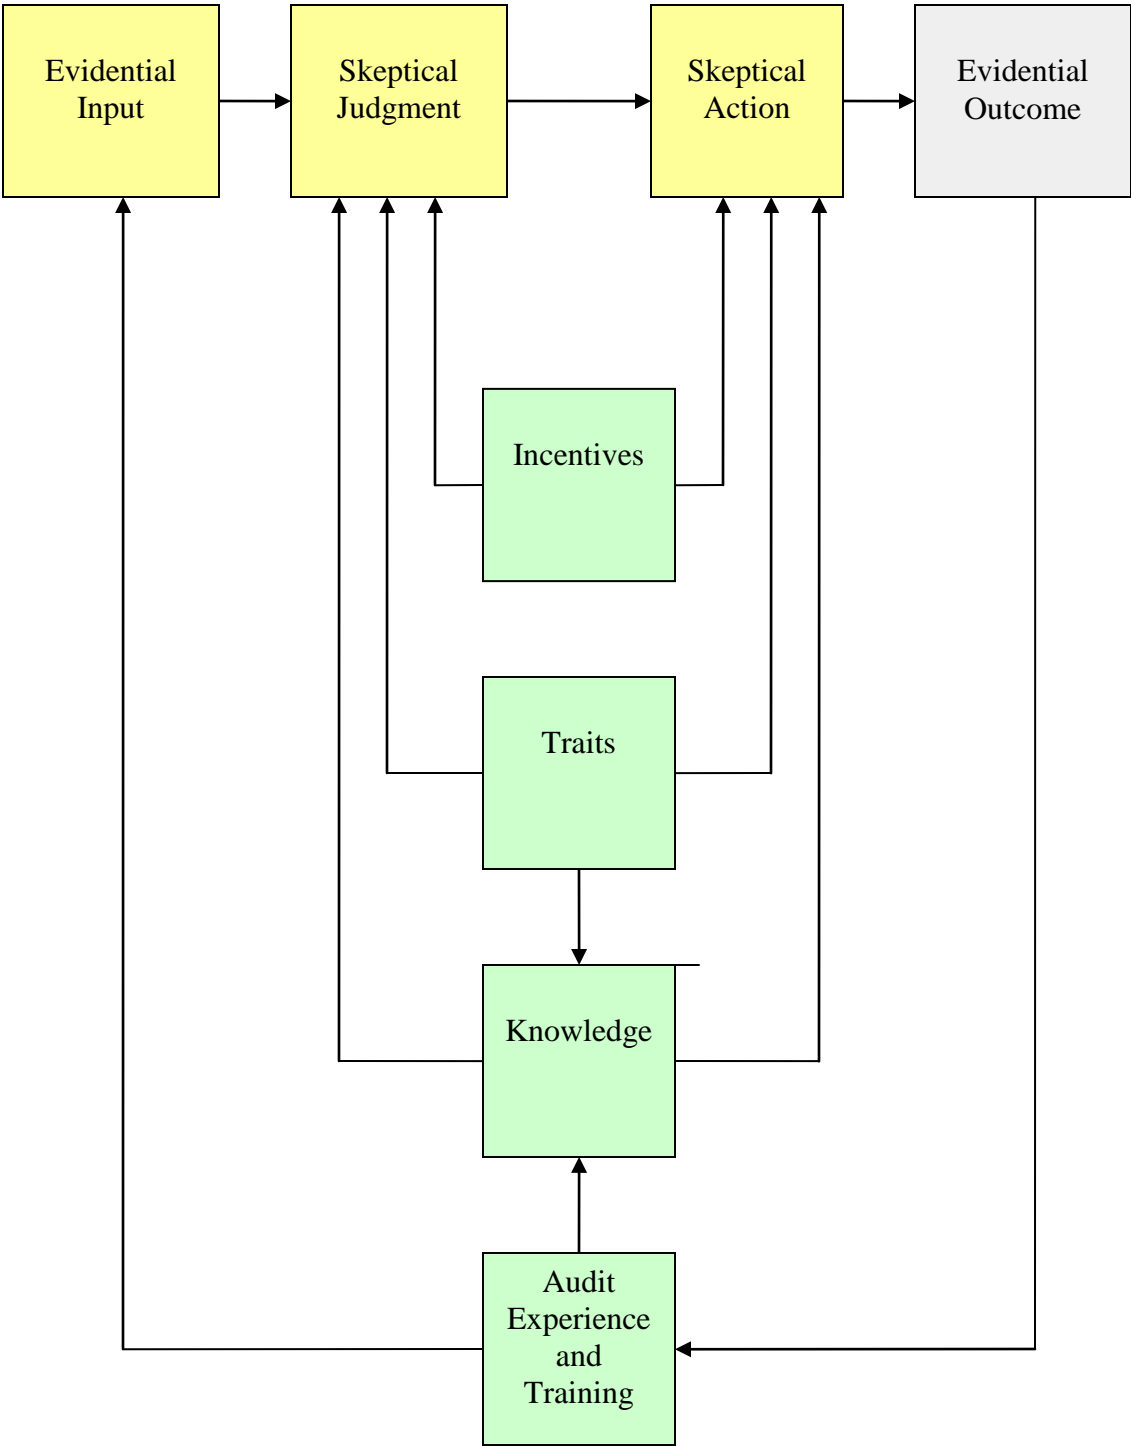 Evidential
Input
Skeptical
Judgment
Skeptical
Action
Evidential
Outcome
Incentives
Traits
Knowledge
Audit
Experience
and
Training